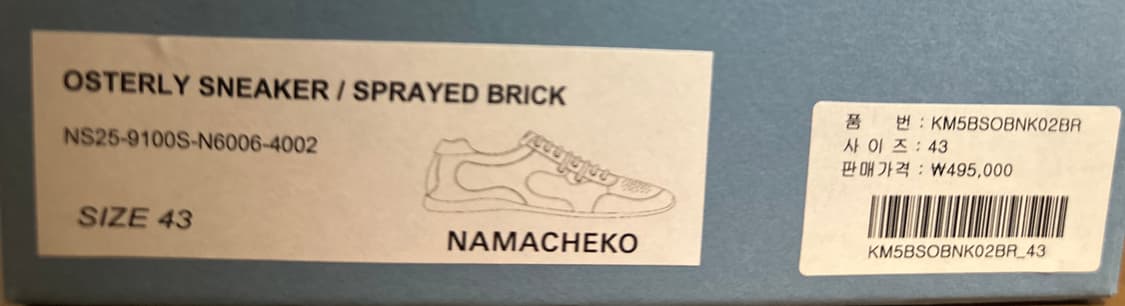 OSTERLY SNEAKER / SPRAYED BRICK
NS25-9100S-N6006-4002
SIZE 43
NAMACHEKO
품 번 : KM5BSOBNK02BR
사 이 즈 : 43
판매가격 : ₩495,000
KM5BSOBNK02BR_43